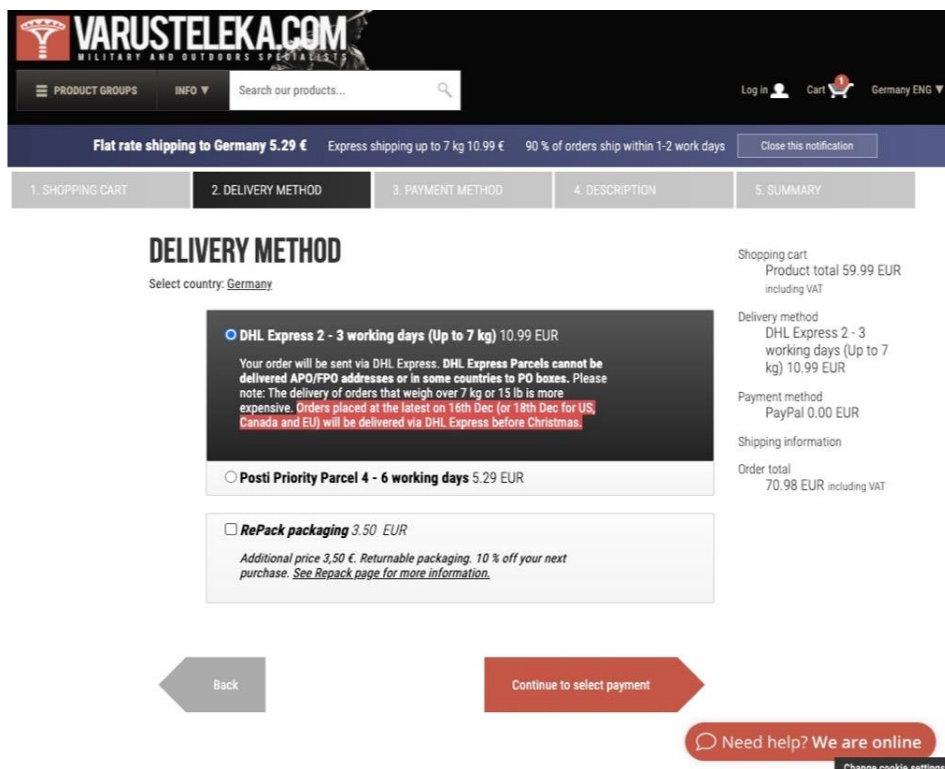 VARUSTELEKA.COM
MILITARY AND OUTDOORS SPECIALISTS
PRODUCT GROUPS INFO ▼ Search our products... Log in Cart 1 Germany ENG ▼
Flat rate shipping to Germany 5.29 € Express shipping up to 7 kg 10.99 € 90 % of orders ship within 1-2 work days Close this notification
1. SHOPPING CART 2. DELIVERY METHOD 3. PAYMENT METHOD 4. DESCRIPTION 5. SUMMARY
DELIVERY METHOD
Select country: Germany
DHL Express 2 - 3 working days (Up to 7 kg) 10.99 EUR
Your order will be sent via DHL Express. DHL Express Parcels cannot be
delivered APO/FPO addresses or in some countries to PO boxes. Please
note: The delivery of orders that weigh over 7 kg or 15 lb is more
expensive. Orders placed at the latest on 16th Dec (or 18th Dec for US,
Canada and EU) will be delivered via DHL Express before Christmas.
Posti Priority Parcel 4 - 6 working days 5.29 EUR
RePack packaging 3.50 EUR
Additional price 3,50 €. Returnable packaging. 10 % off your next
purchase. See Repack page for more information.
Shopping cart
Product total 59.99 EUR
including VAT
Delivery method
DHL Express 2 - 3
working days (Up to 7
kg) 10.99 EUR
Payment method
PayPal 0.00 EUR
Shipping information
Order total
70.98 EUR including VAT
Back
Continue to select payment
Need help? We are online
Change cookie settings